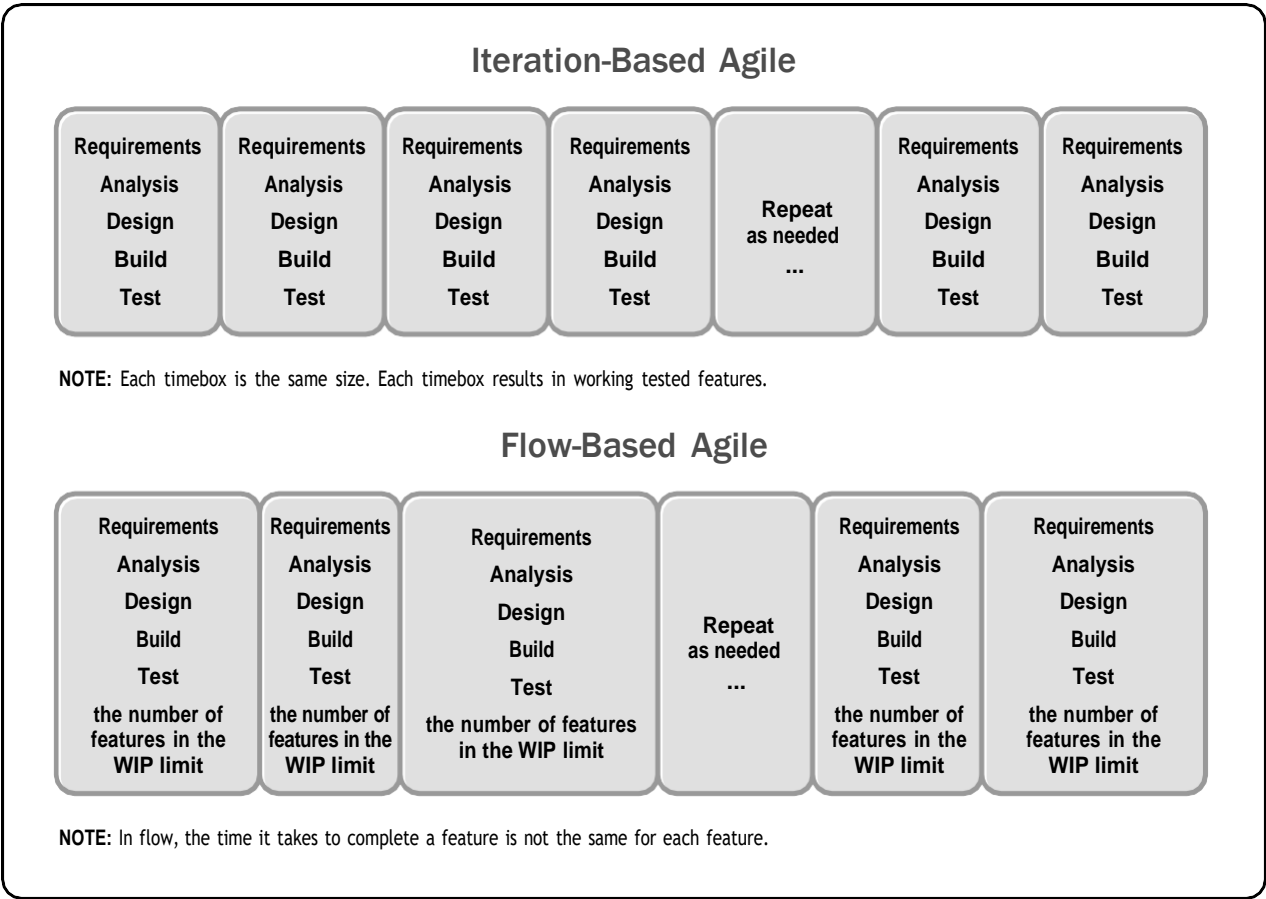 Iteration-Based Agile
Requirements
Analysis
Design
Build
Test
Requirements
Analysis
Design
Build
Test
Requirements
Analysis
Design
Build
Test
Requirements
Analysis
Design
Build
Test
Repeat
as needed
...
Requirements
Analysis
Design
Build
Test
Requirements
Analysis
Design
Build
Test
NOTE: Each timebox is the same size. Each timebox results in working tested features.
Flow-Based Agile
Requirements
Analysis
Design
Build
Test
the number of
features in the
WIP limit
Requirements
Analysis
Design
Build
Test
the number of
features in the
WIP limit
Requirements
Analysis
Design
Build
Test
the number of features
in the WIP limit
Repeat
as needed
...
Requirements
Analysis
Design
Build
Test
the number of
features in the
WIP limit
Requirements
Analysis
Design
Build
Test
the number of
features in the
WIP limit
NOTE: In flow, the time it takes to complete a feature is not the same for each feature.